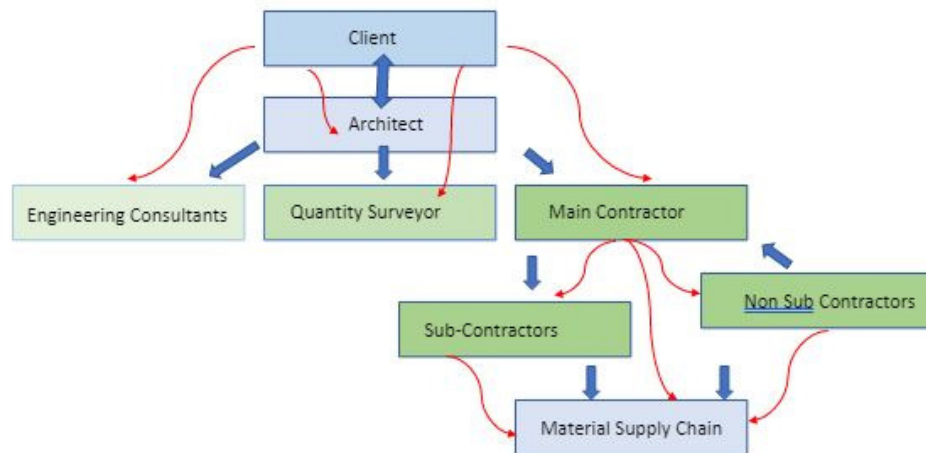 Client
Architect
Engineering Consultants
Quantity Surveyor
Main Contractor
Non Sub Contractors
Sub-Contractors
Material Supply Chain